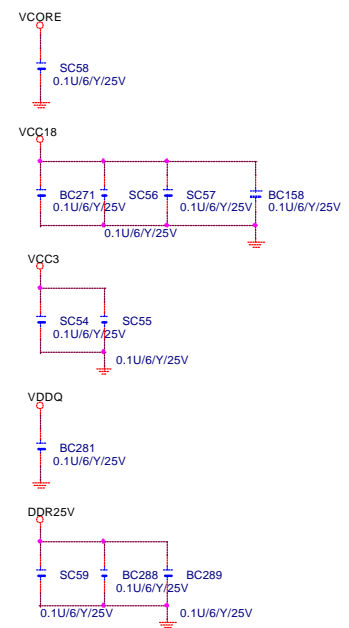 VCORE
SC58
0.1U/6/Y/25V
VCC18
BC271 SC56 SC57 BC158
0.1U/6/Y/25V 0.1U/6/Y/25V 0.1U/6/Y/25V
0.1U/6/Y/25V
VCC3
SC54 SC55
0.1U/6/Y/25V
0.1U/6/Y/25V
VDDQ
BC281
0.1U/6/Y/25V
DDR25V
SC59 BC288 BC289
0.1U/6/Y/25V
0.1U/6/Y/25V 0.1U/6/Y/25V